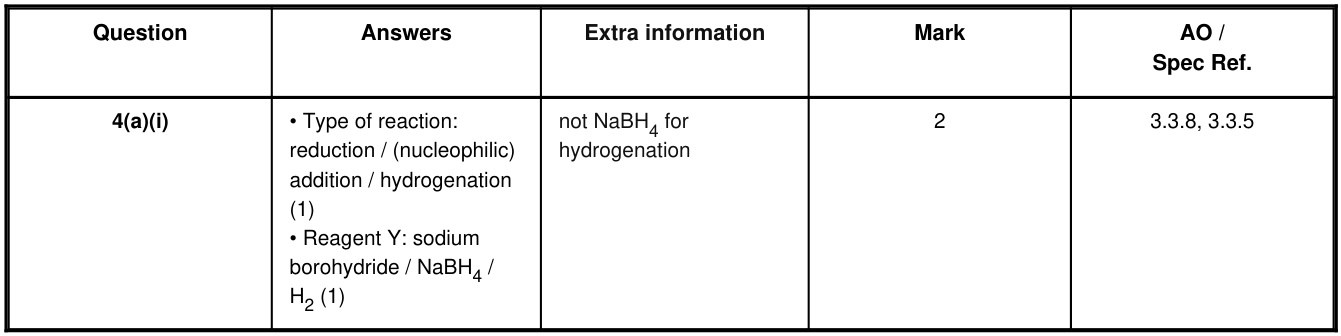 Question Answers Extra information Mark AO /
Spec Ref.
4(a)(i) • Type of reaction: not NaBH4 for 2 3.3.8, 3.3.5
reduction / (nucleophilic) hydrogenation
addition / hydrogenation
(1)
• Reagent Y: sodium
borohydride / NaBH4 /
H2 (1)